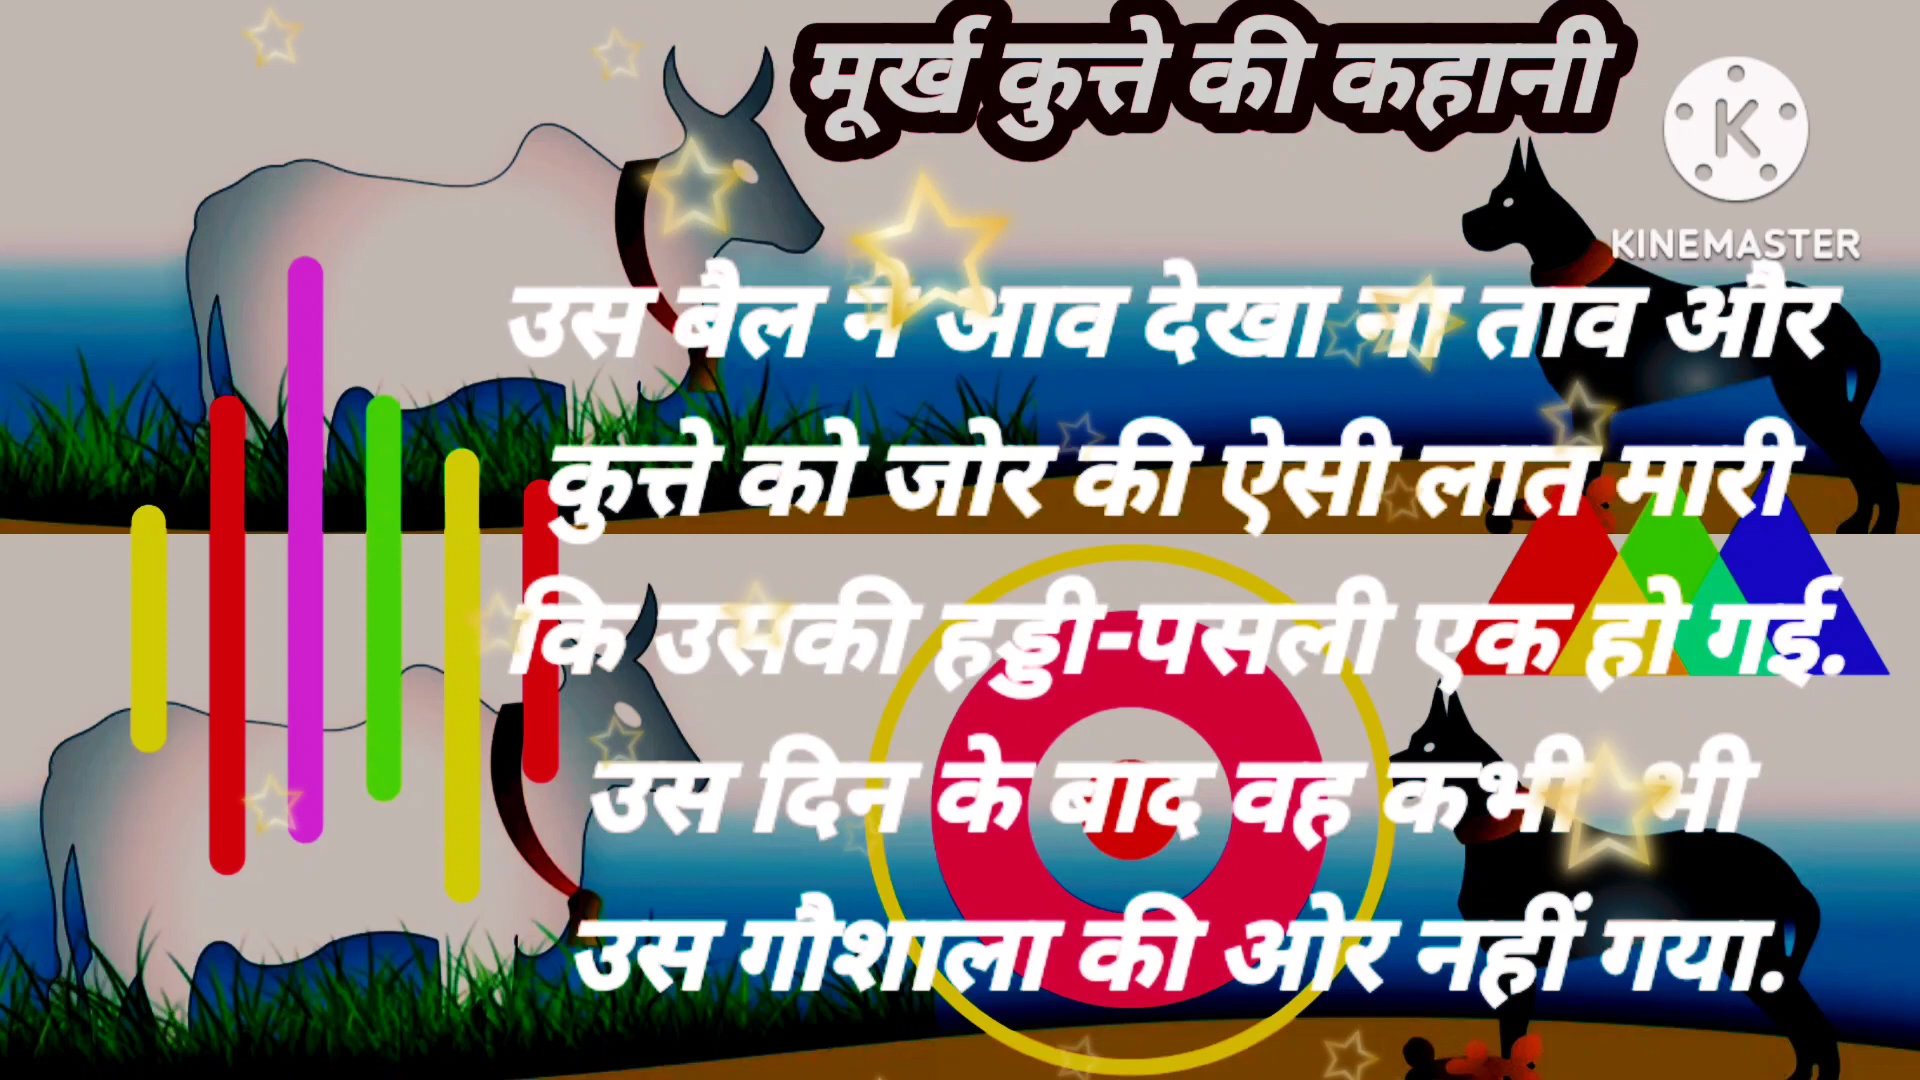 मूर्ख कुत्ते की कहानी
K
KINEMASTER
उस बैल ने आव देखा ना ताव और
कुत्ते को जोर की ऐसी लात मारी
कि उसकी हड्डी-पसली एक हो गई.
उस दिन के बाद वह कभी भी
उस गौशाला की ओर नहीं गया.